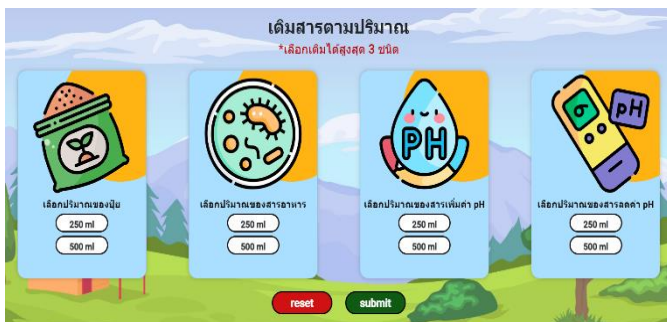 เติมสารตามปริมาณ
*เลือกเติมได้สูงสุด 3 ชนิด
PH
pH
เลือกปริมาณของปุ๋ย
250 ml
500 ml
เลือกปริมาณของสารอาหาร
250 ml
500 ml
เลือกปริมาณของสารเพิ่มค่า pH
250 ml
500 ml
เลือกปริมาณของสารลดค่า pH
250 ml
500 ml
reset
submit